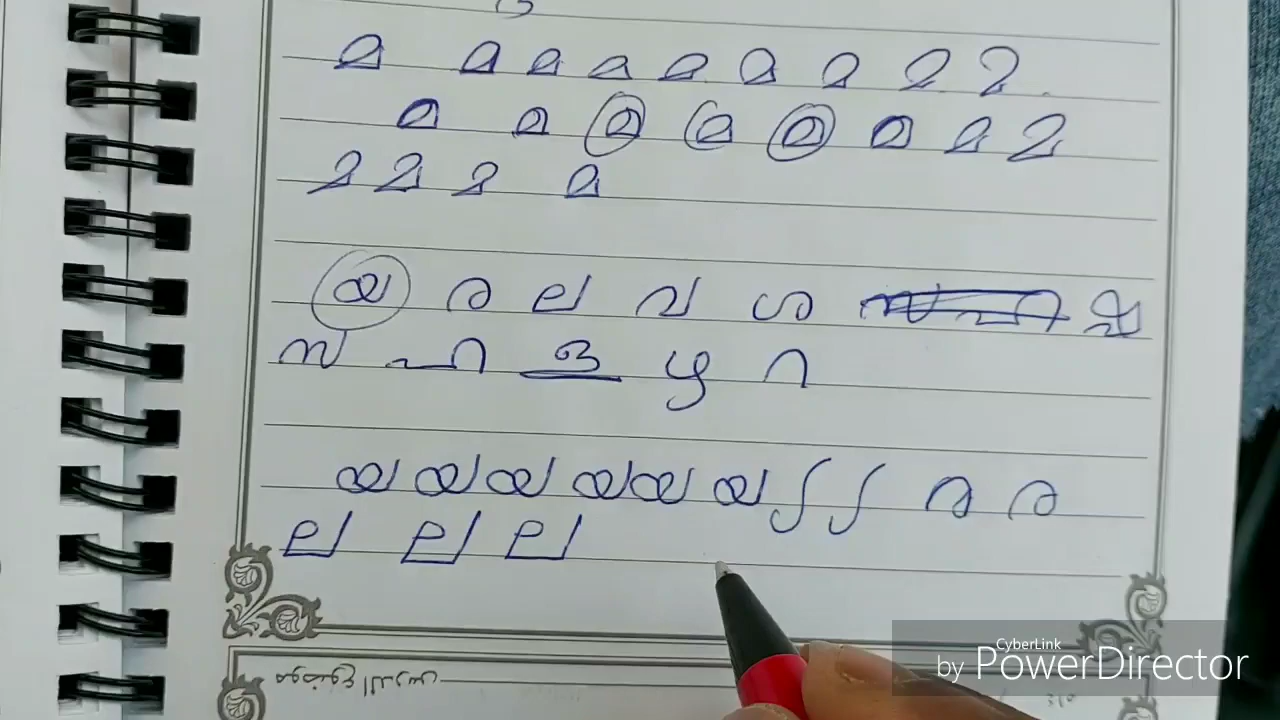 മ മ മ മ മ മ മ മ മ
മ മ മ മ മ മ മ മ
മ മ മ മ
യ ര ല വ ശ ഷ
സ ഹ ള ഴ റ
യ യ യ യ യ യ ര ര
ല ല ല
CyberLink
by PowerDirector